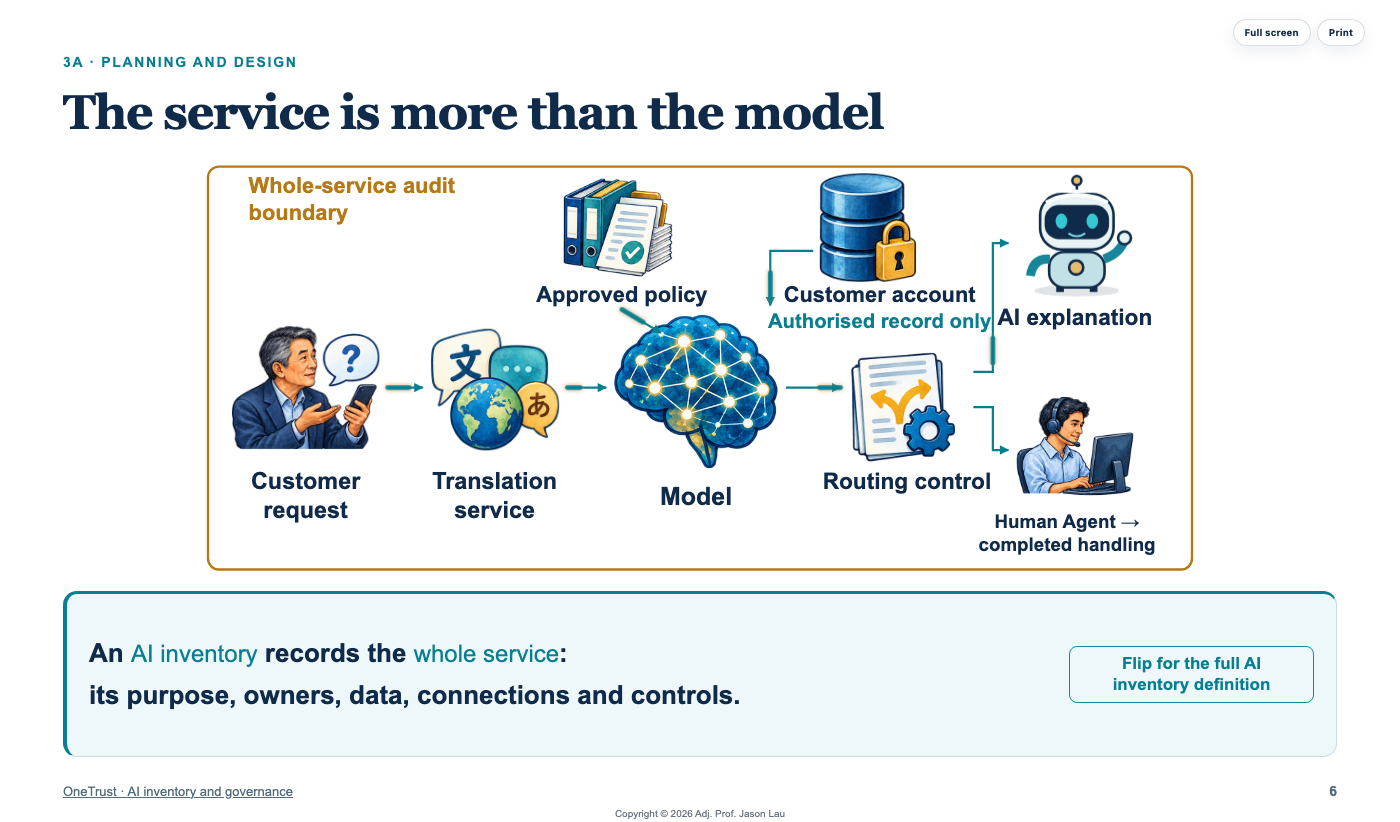 Full screen
Print
3A · PLANNING AND DESIGN
The service is more than the model
Whole-service audit
boundary
Approved policy
Customer account
Authorised record only
AI explanation
?
文
あ
Customer
request
Translation
service
Model
Routing control
Human Agent →
completed handling
An AI inventory records the whole service:
its purpose, owners, data, connections and controls.
Flip for the full AI
inventory definition
OneTrust · AI inventory and governance
6
Copyright © 2026 Adj. Prof. Jason Lau